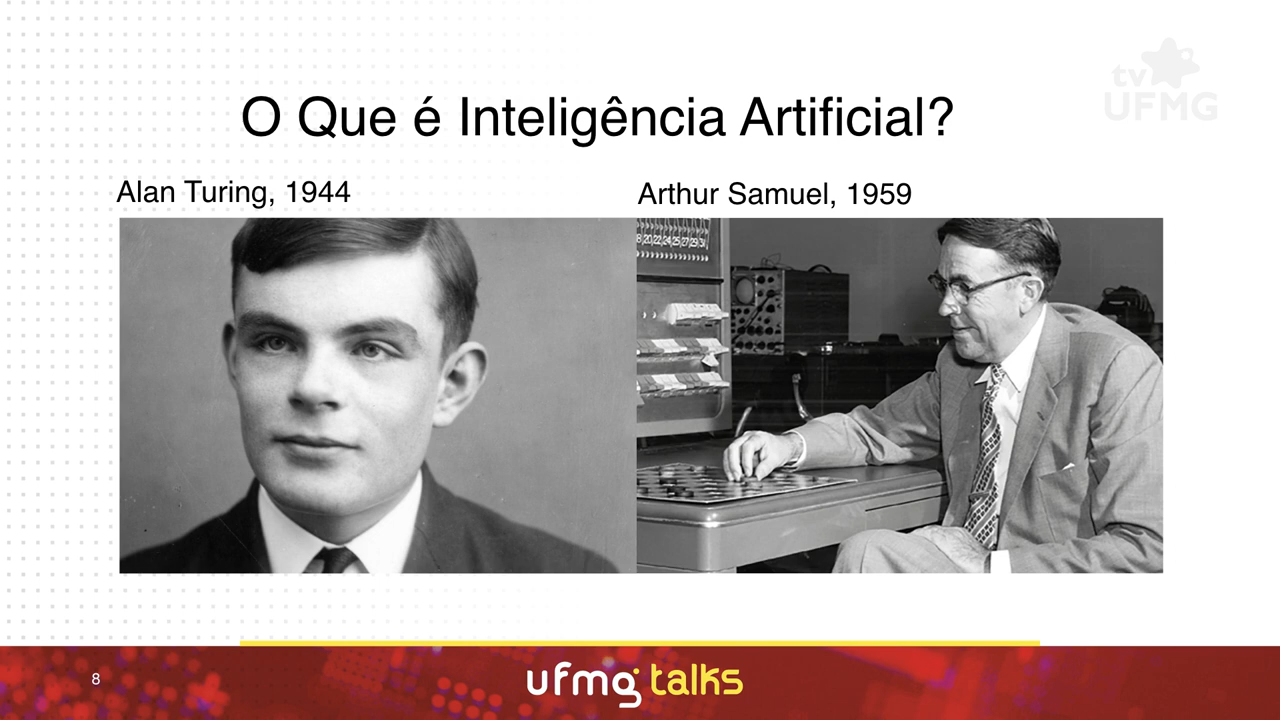 tv
UFMG
O Que é Inteligência Artificial?
Alan Turing, 1944
Arthur Samuel, 1959
8
ufmg talks